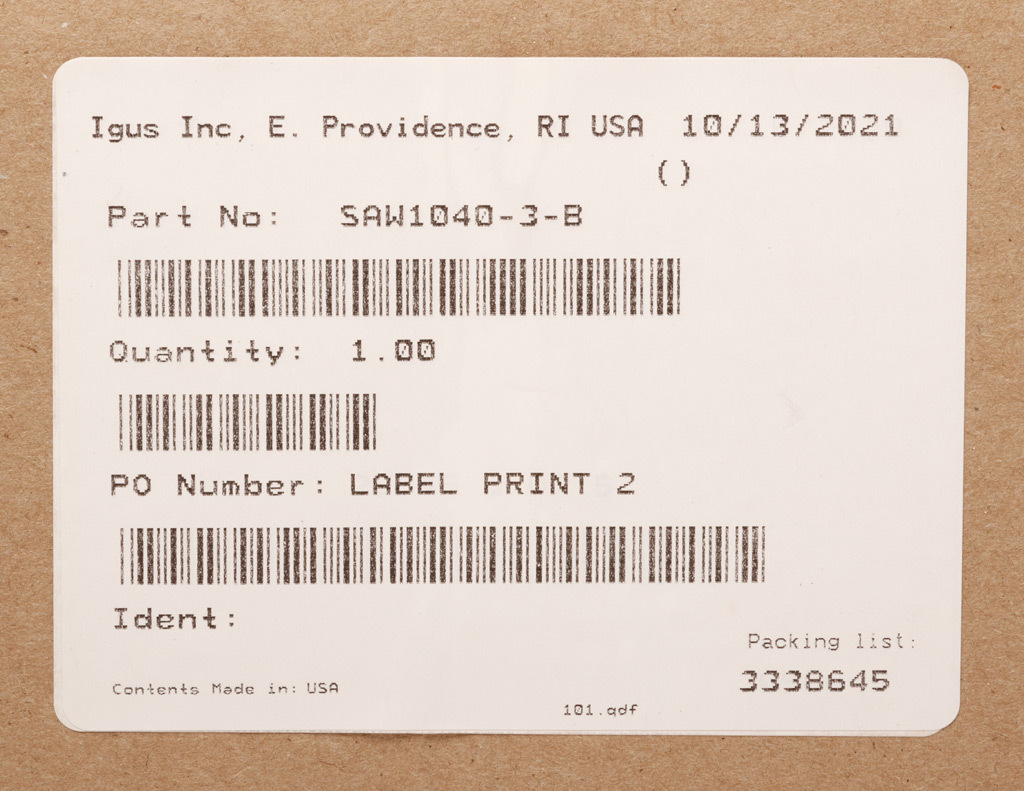 Igus Inc, E. Providence, RI USA 10/13/2021
()
Part No: SAW1040-3-B
Quantity: 1.00
PO Number: LABEL PRINT 2
Ident:
Packing list:
3338645
Contents Made in: USA
101.qdf